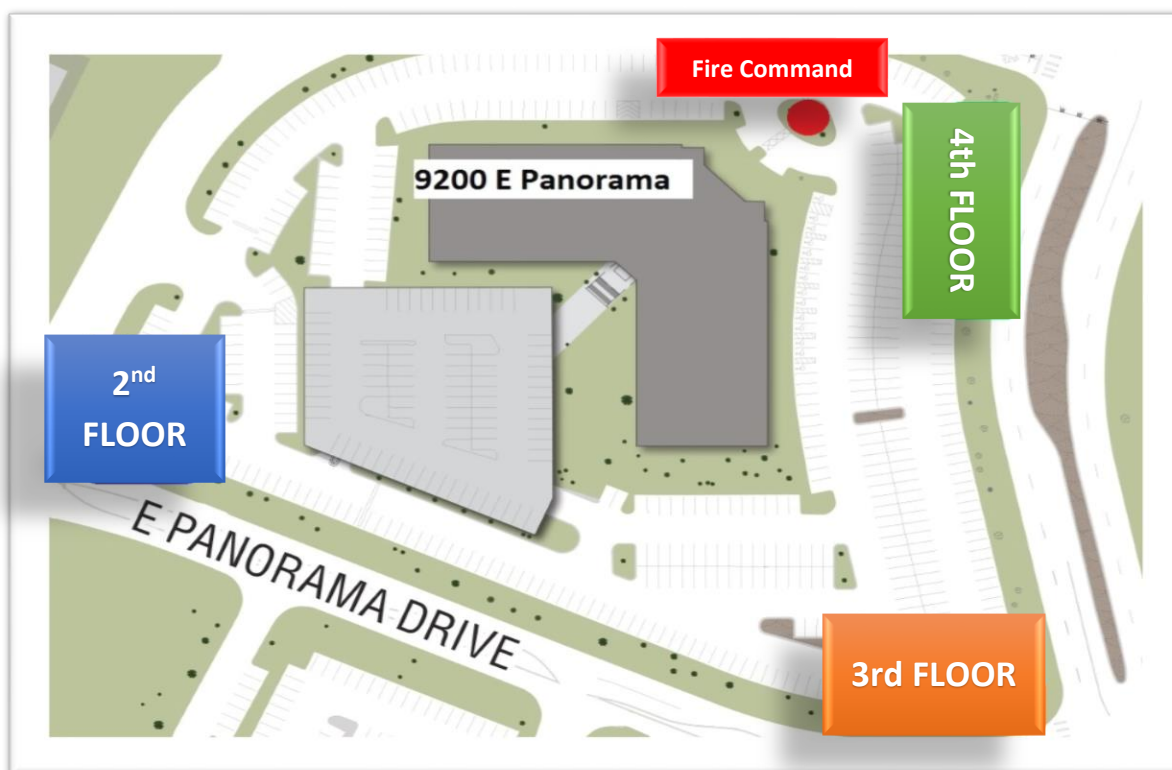 Fire Command
4th FLOOR
9200 E Panorama
2nd
FLOOR
E PANORAMA DRIVE
3rd FLOOR